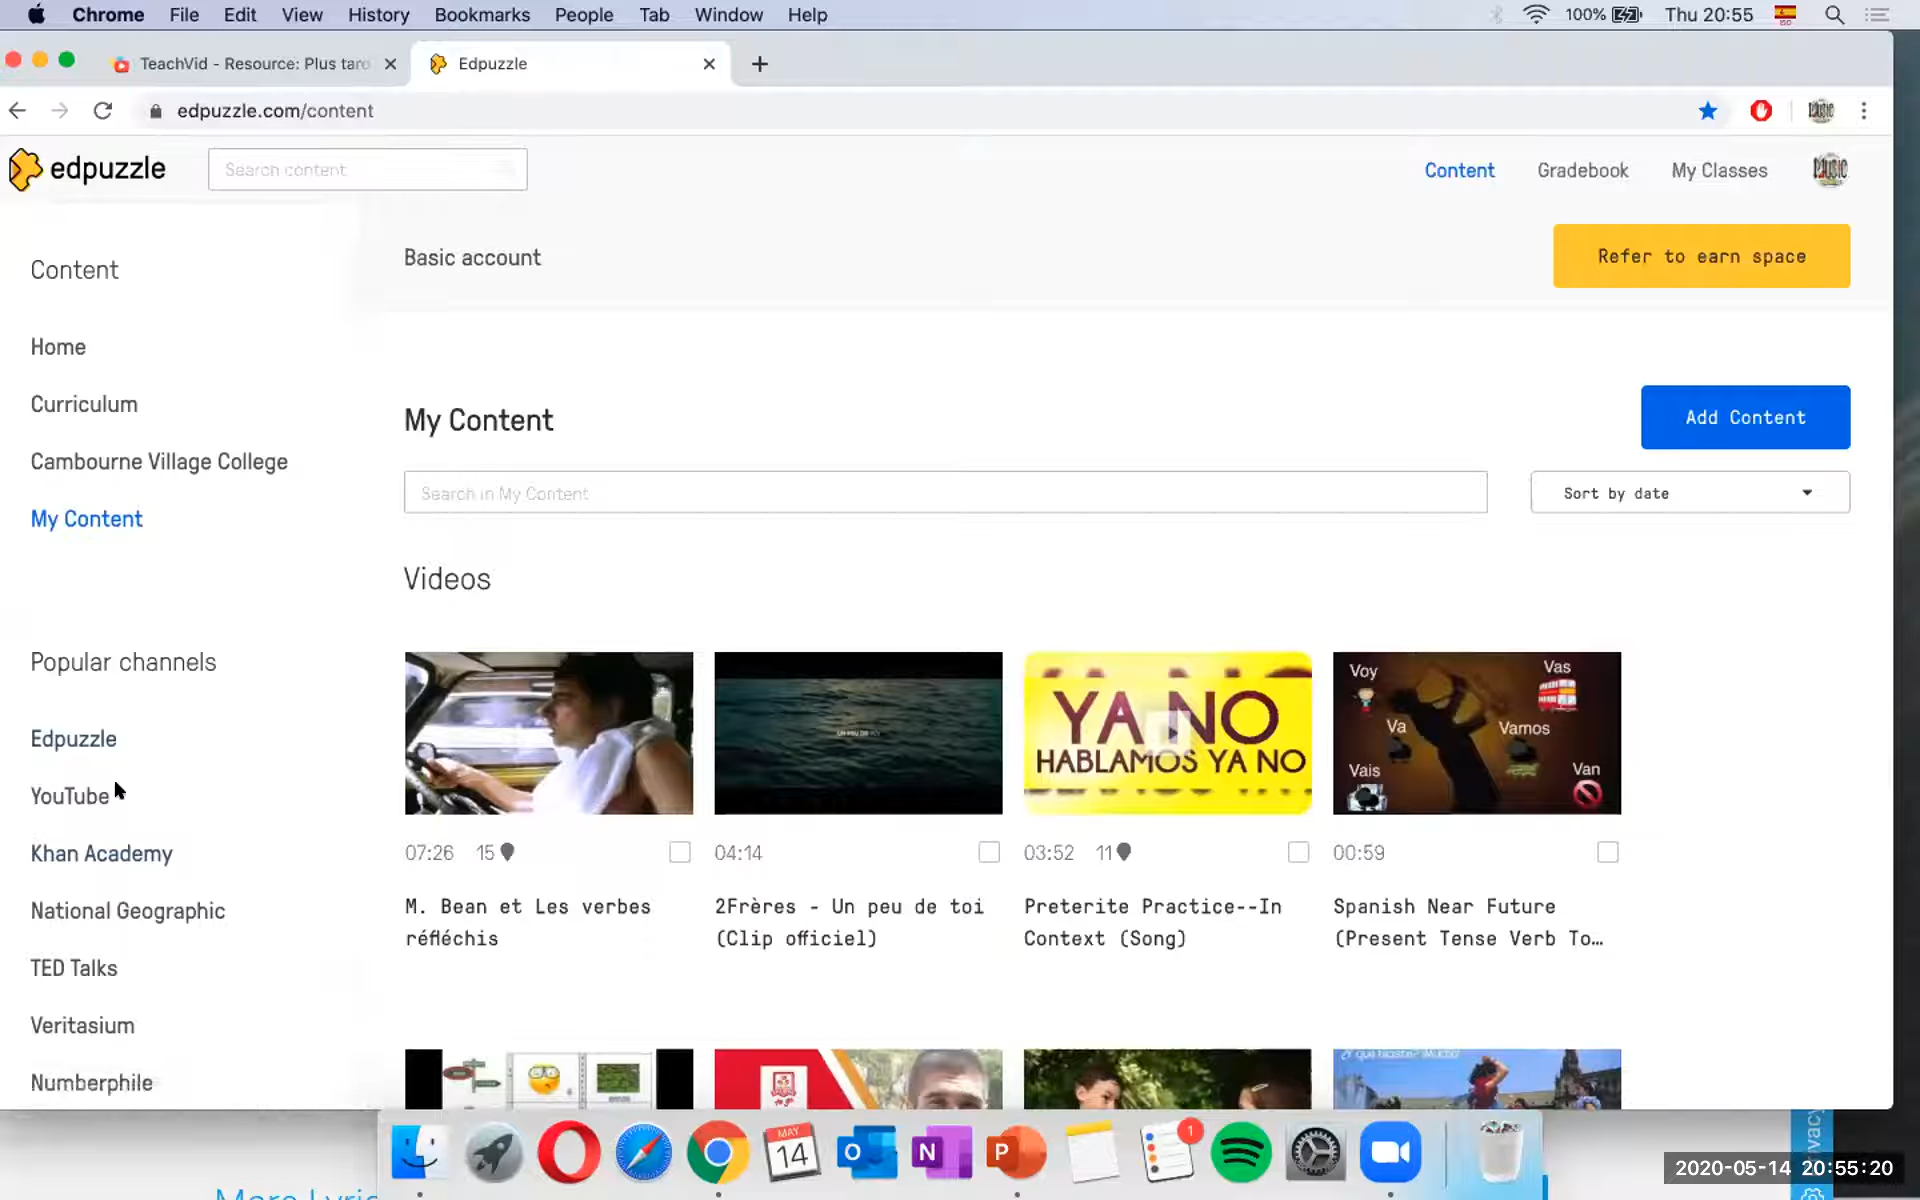 Chrome File Edit View History Bookmarks People Tab Window Help 100% Thu 20:55
TeachVid - Resource: Plus taro
Edpuzzle
edpuzzle.com/content
edpuzzle
Search content
Content Gradebook My Classes
Basic account
Refer to earn space
Content
Home
Curriculum
Cambourne Village College
My Content
Popular channels
Edpuzzle
YouTube
Khan Academy
National Geographic
TED Talks
Veritasium
Numberphile
My Content
Add Content
Search in My Content
Sort by date
Videos
UN PEU DE TOI
YA NO
HABLAMOS YA NO
Voy
Vas
Va
Vamos
Vais
Van
07:26 15
04:14
03:52 11
00:59
M. Bean et Les verbes
réfléchis
2Frères - Un peu de toi
(Clip officiel)
Preterite Practice--In
Context (Song)
Spanish Near Future
(Present Tense Verb To…
MAY
14
O
N
P
1
2020-05-14 20:55:20